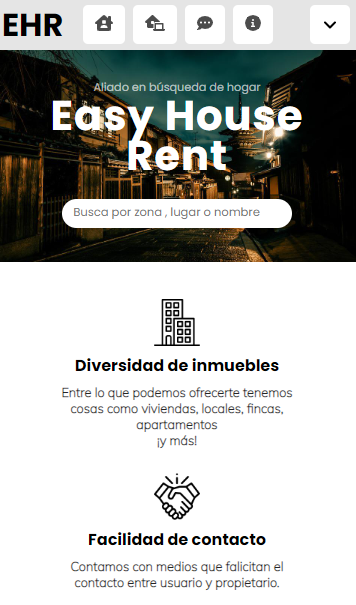 EHR
Aliado en búsqueda de hogar
Easy House
Rent
Busca por zona , lugar o nombre
Diversidad de inmuebles
Entre lo que podemos ofrecerte tenemos
cosas como viviendas, locales, fincas,
apartamentos
¡y más!
Facilidad de contacto
Contamos con medios que falicitan el
contacto entre usuario y propietario.